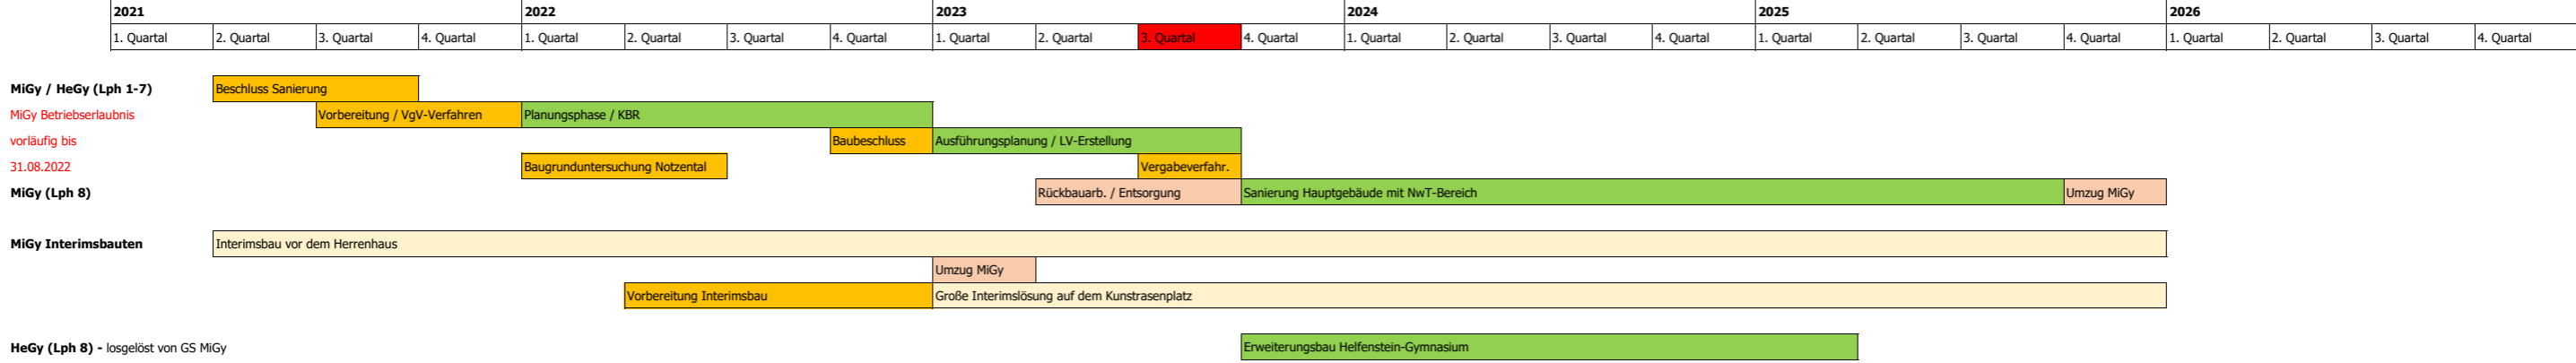 2021 2022 2023 2024 2025 2026
1. Quartal 2. Quartal 3. Quartal 4. Quartal 1. Quartal 2. Quartal 3. Quartal 4. Quartal 1. Quartal 2. Quartal 3. Quartal 4. Quartal 1. Quartal 2. Quartal 3. Quartal 4. Quartal 1. Quartal 2. Quartal 3. Quartal 4. Quartal 1. Quartal 2. Quartal 3. Quartal 4. Quartal
MiGy / HeGy (Lph 1-7) Beschluss Sanierung
MiGy Betriebserlaubnis Vorbereitung / VgV-Verfahren Planungsphase / KBR
vorläufig bis Baubeschluss Ausführungsplanung / LV-Erstellung
31.08.2022 Baugrunduntersuchung Notzental Vergabeverfahr.
MiGy (Lph 8) Rückbauarb. / Entsorgung Sanierung Hauptgebäude mit NwT-Bereich Umzug MiGy
MiGy Interimsbauten Interimsbau vor dem Herrenhaus
Umzug MiGy
Vorbereitung Interimsbau Große Interimslösung auf dem Kunstrasenplatz
HeGy (Lph 8) - losgelöst von GS MiGy Erweiterungsbau Helfenstein-Gymnasium